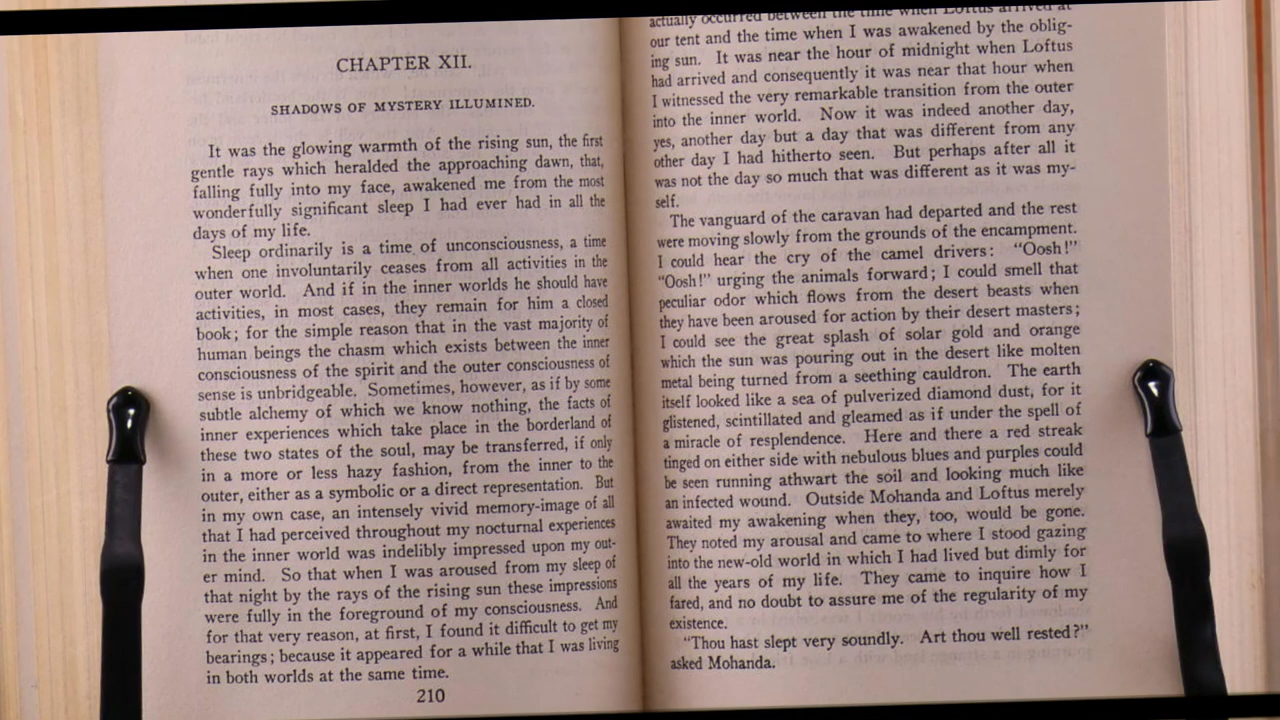 CHAPTER XII.
SHADOWS OF MYSTERY ILLUMINED.
It was the glowing warmth of the rising sun, the first
gentle rays which heralded the approaching dawn, that,
falling fully into my face, awakened me from the most
wonderfully significant sleep I had ever had in all the
days of my life.
Sleep ordinarily is a time of unconsciousness, a time
when one involuntarily ceases from all activities in the
outer world. And if in the inner worlds he should have
activities, in most cases, they remain for him a closed
book; for the simple reason that in the vast majority of
human beings the chasm which exists between the inner
consciousness of the spirit and the outer consciousness of
sense is unbridgeable. Sometimes, however, as if by some
subtle alchemy of which we know nothing, the facts of
inner experiences which take place in the borderland of
these two states of the soul, may be transferred, if only
in a more or less hazy fashion, from the inner to the
outer, either as a symbolic or a direct representation. But
in my own case, an intensely vivid memory-image of all
that I had perceived throughout my nocturnal experiences
in the inner world was indelibly impressed upon my out-
er mind. So that when I was aroused from my sleep of
that night by the rays of the rising sun these impressions
were fully in the foreground of my consciousness. And
for that very reason, at first, I found it difficult to get my
bearings; because it appeared for a while that I was living
in both worlds at the same time.
210
actually occurred between the time when Loftus arrived at
our tent and the time when I was awakened by the oblig-
ing sun. It was near the hour of midnight when Loftus
had arrived and consequently it was near that hour when
I witnessed the very remarkable transition from the outer
into the inner world. Now it was indeed another day,
yes, another day but a day that was different from any
other day I had hitherto seen. But perhaps after all it
was not the day so much that was different as it was my-
self.
The vanguard of the caravan had departed and the rest
were moving slowly from the grounds of the encampment.
I could hear the cry of the camel drivers: "Oosh!"
"Oosh!" urging the animals forward; I could smell that
peculiar odor which flows from the desert beasts when
they have been aroused for action by their desert masters;
I could see the great splash of solar gold and orange
which the sun was pouring out in the desert like molten
metal being turned from a seething cauldron. The earth
itself looked like a sea of pulverized diamond dust, for it
glistened, scintillated and gleamed as if under the spell of
a miracle of resplendence. Here and there a red streak
tinged on either side with nebulous blues and purples could
be seen running athwart the soil and looking much like
an infected wound. Outside Mohanda and Loftus merely
awaited my awakening when they, too, would be gone.
They noted my arousal and came to where I stood gazing
into the new-old world in which I had lived but dimly for
all the years of my life. They came to inquire how I
fared, and no doubt to assure me of the regularity of my
existence.
"Thou hast slept very soundly. Art thou well rested?"
asked Mohanda.